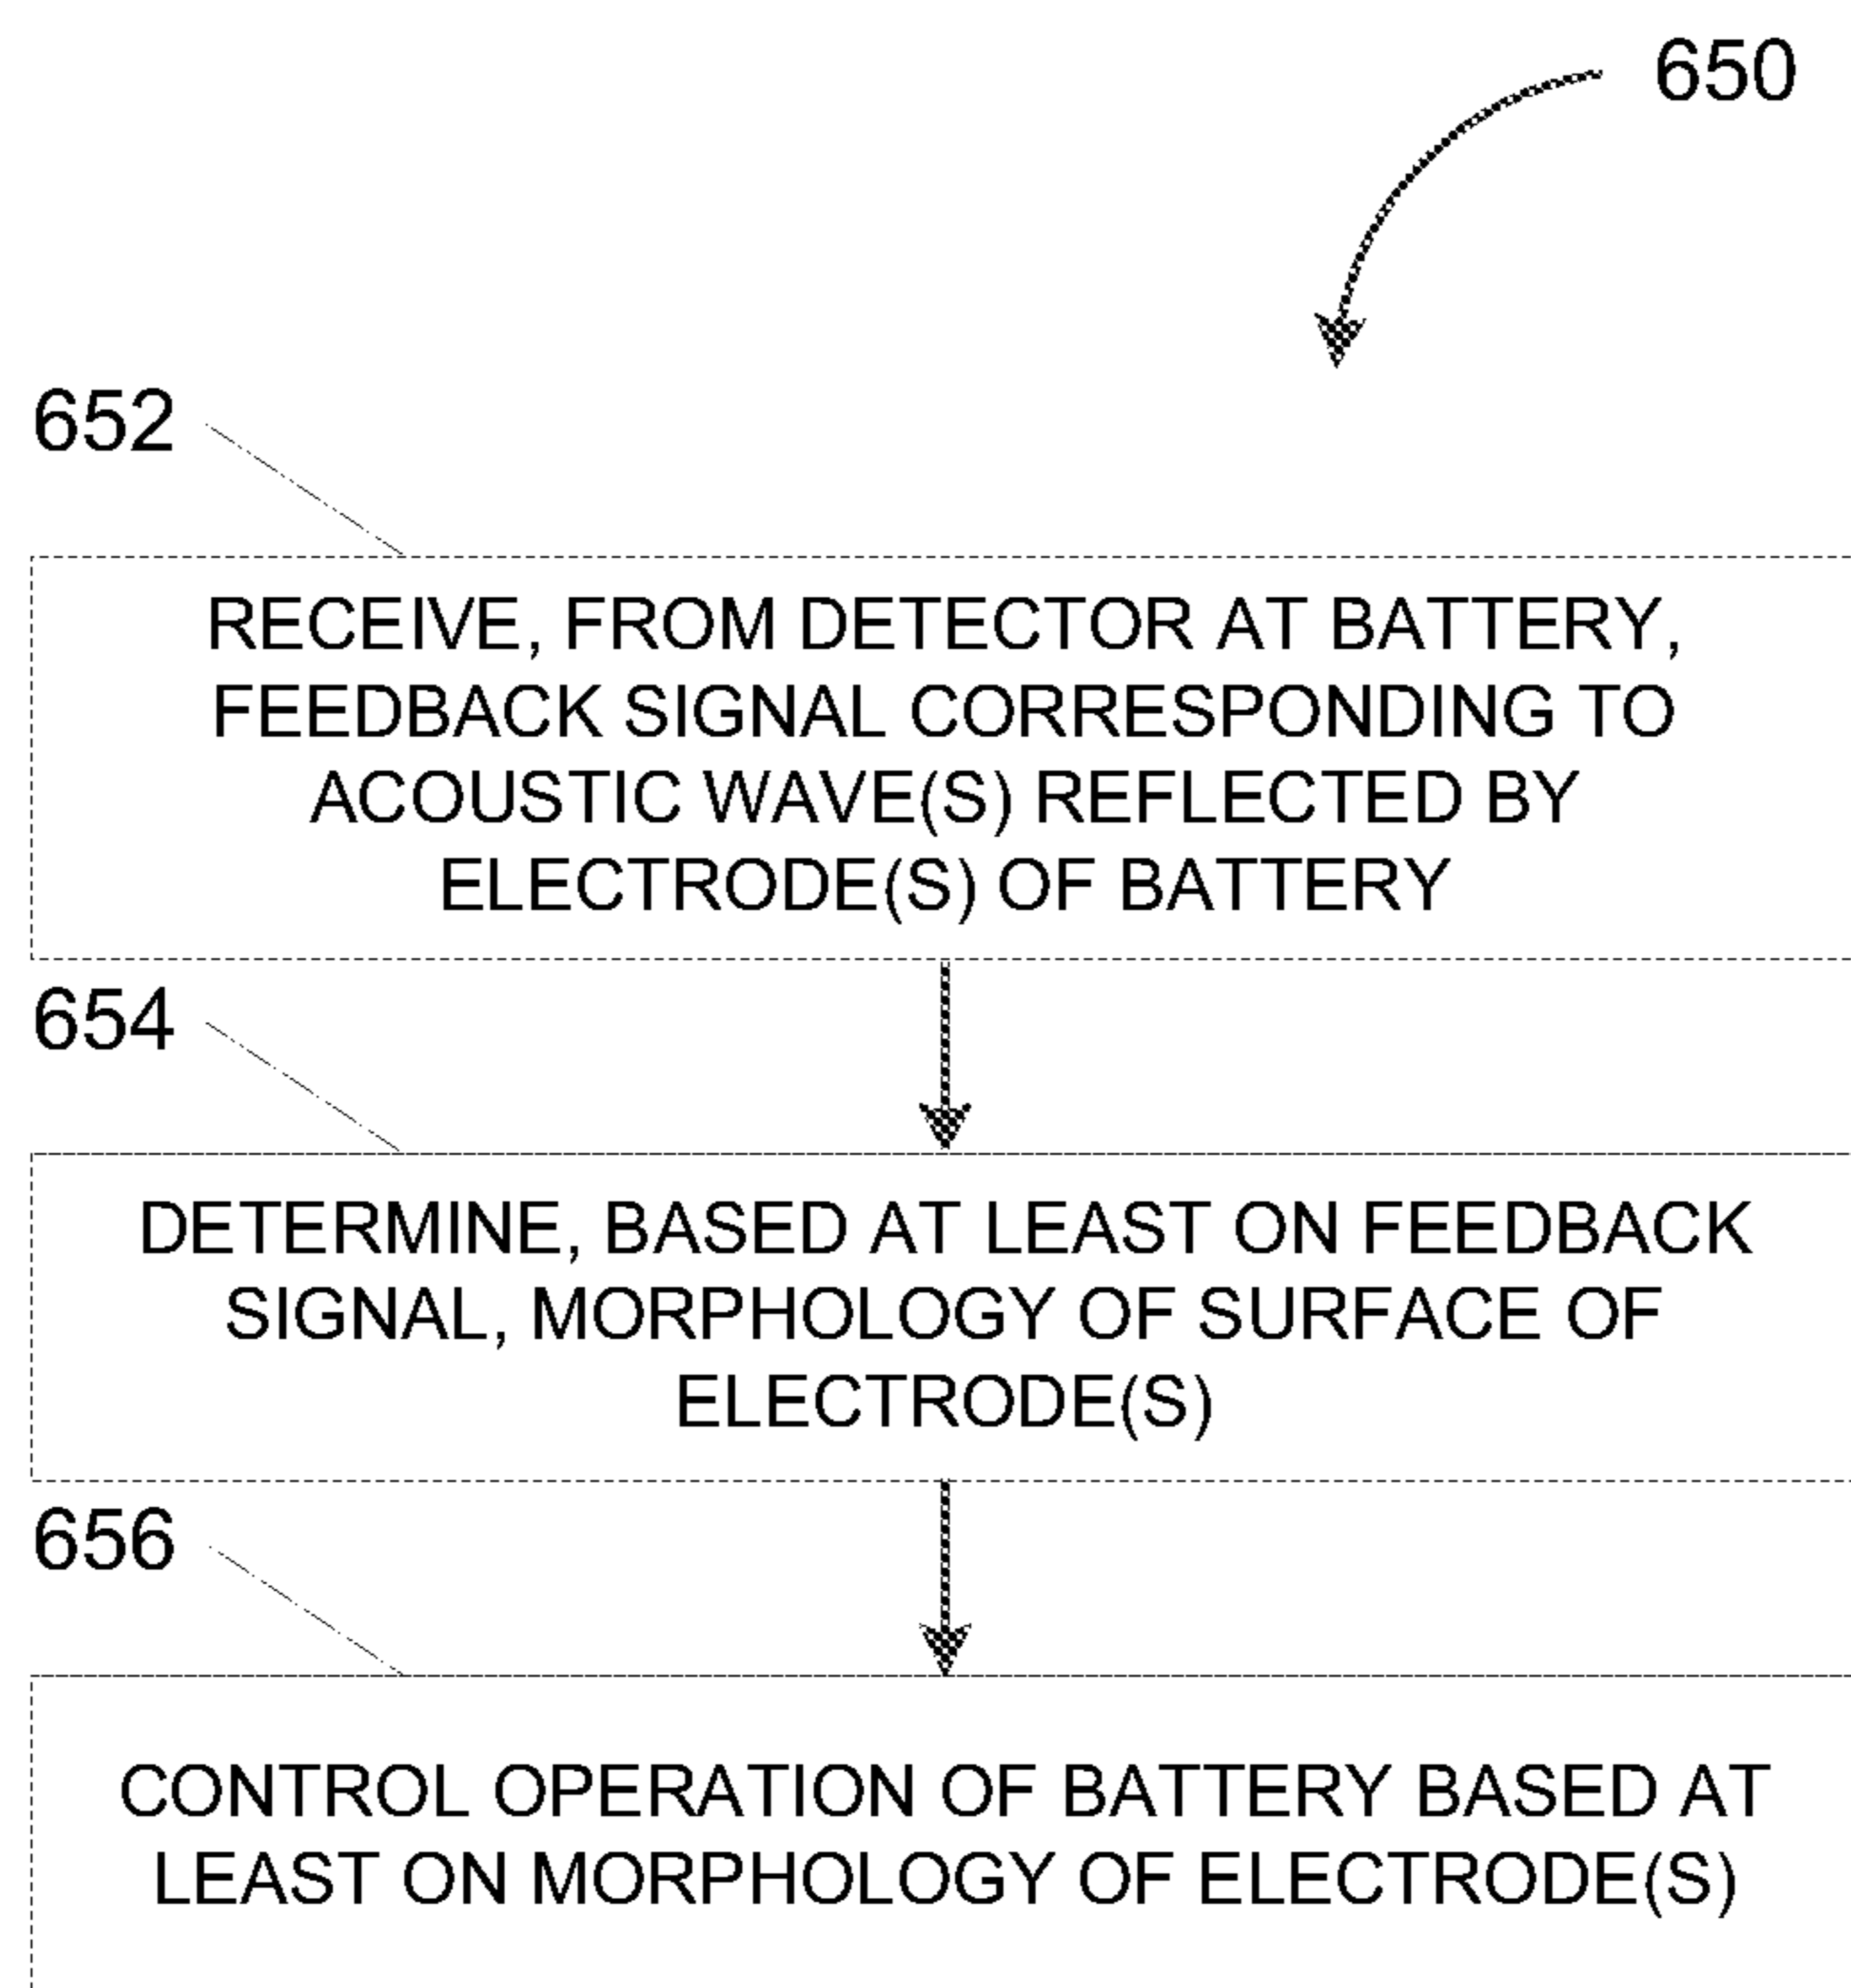 650
652
RECEIVE, FROM DETECTOR AT BATTERY,
FEEDBACK SIGNAL CORRESPONDING TO
ACOUSTIC WAVE(S) REFLECTED BY
ELECTRODE(S) OF BATTERY
654
DETERMINE, BASED AT LEAST ON FEEDBACK
SIGNAL, MORPHOLOGY OF SURFACE OF
ELECTRODE(S)
656
CONTROL OPERATION OF BATTERY BASED AT
LEAST ON MORPHOLOGY OF ELECTRODE(S)